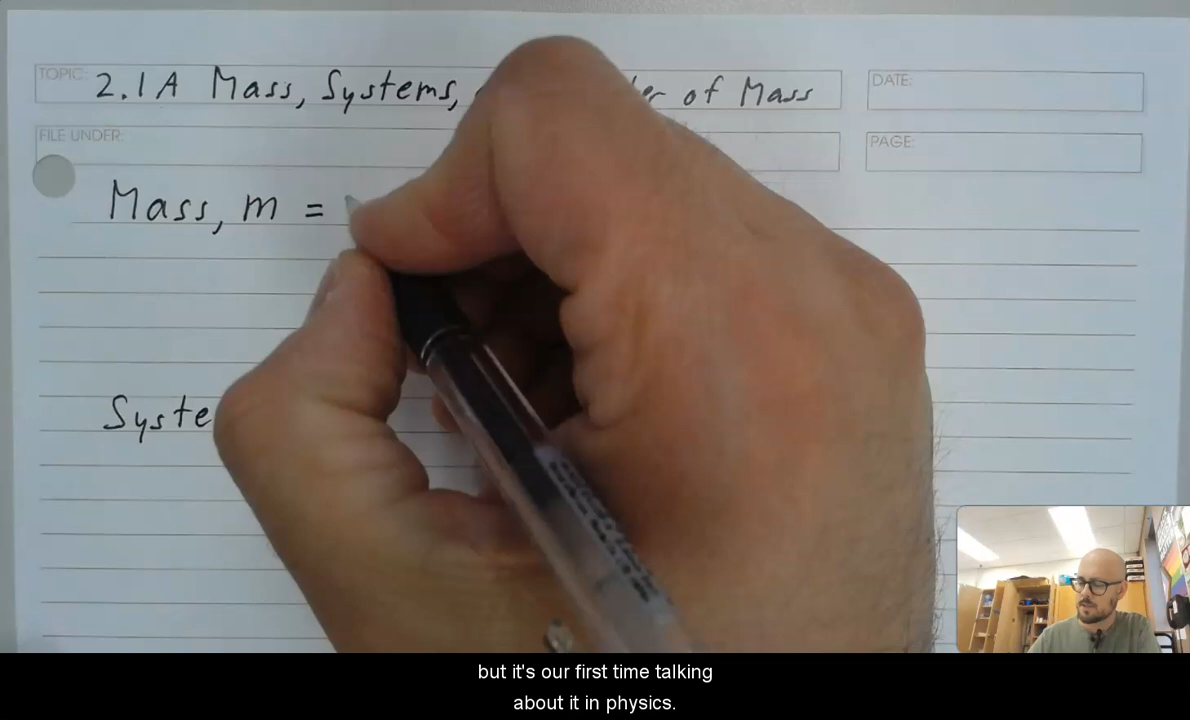 TOPIC: 2.1A Mass, Systems, of Mass
DATE:
FILE UNDER:
PAGE:
Mass, m =
Syste
but it's our first time talking
about it in physics.